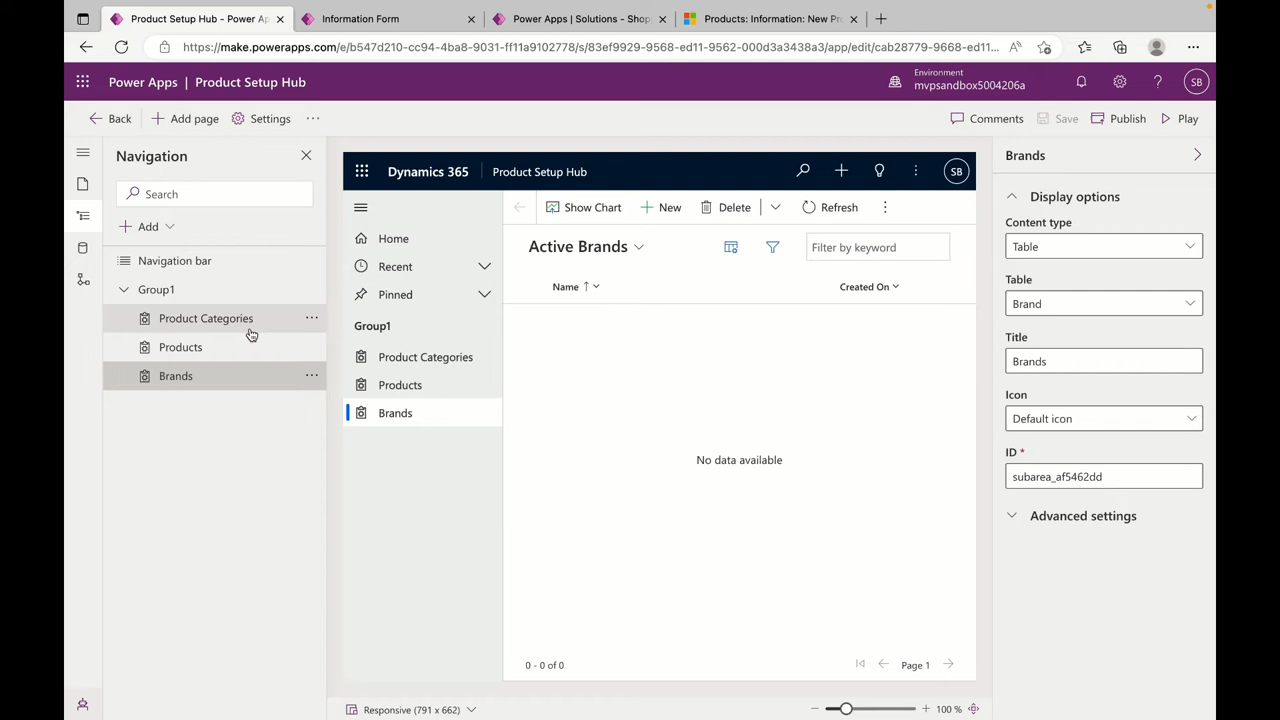 Product Setup Hub - Power Ap
Information Form
Power Apps | Solutions - Shop
Products: Information: New Pr
https://make.powerapps.com/e/b547d210-cc94-4ba8-9031-ff11a9102778/s/83ef9929-9568-ed11-9562-000d3a3438a3/app/edit/cab28779-9668-ed11...
Power Apps | Product Setup Hub
Environment
mvpsandbox5004206a
SB
Back
Add page
Settings
Comments
Save
Publish
Play
Navigation
Search
Add
Navigation bar
Group1
Product Categories
Products
Brands
Dynamics 365
Product Setup Hub
SB
Show Chart
New
Delete
Refresh
Home
Recent
Pinned
Group1
Product Categories
Products
Brands
Active Brands
Filter by keyword
Name
Created On
No data available
0 - 0 of 0
Page 1
Responsive (791 x 662)
100 %
Brands
Display options
Content type
Table
Table
Brand
Title
Brands
Icon
Default icon
ID *
subarea_af5462dd
Advanced settings